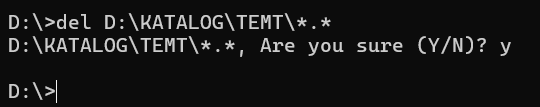 D:\>del D:\KATALOG\TEMT\*.*
D:\KATALOG\TEMT\*.*, Are you sure (Y/N)? y
D:\>